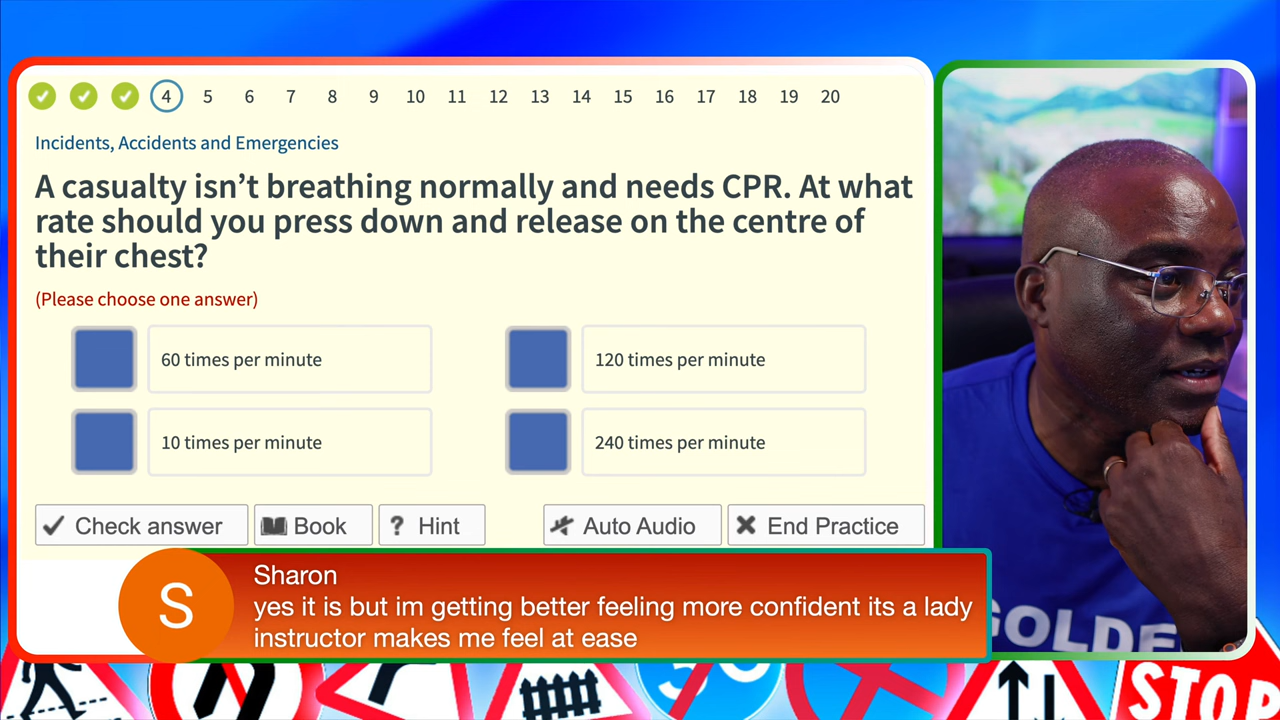 4 5 6 7 8 9 10 11 12 13 14 15 16 17 18 19 20
Incidents, Accidents and Emergencies
A casualty isn't breathing normally and needs CPR. At what
rate should you press down and release on the centre of
their chest?
(Please choose one answer)
60 times per minute
120 times per minute
10 times per minute
240 times per minute
Check answer
Book
? Hint
Auto Audio
End Practice
S
Sharon
yes it is but im getting better feeling more confident its a lady
instructor makes me feel at ease
GOLDE
STOP